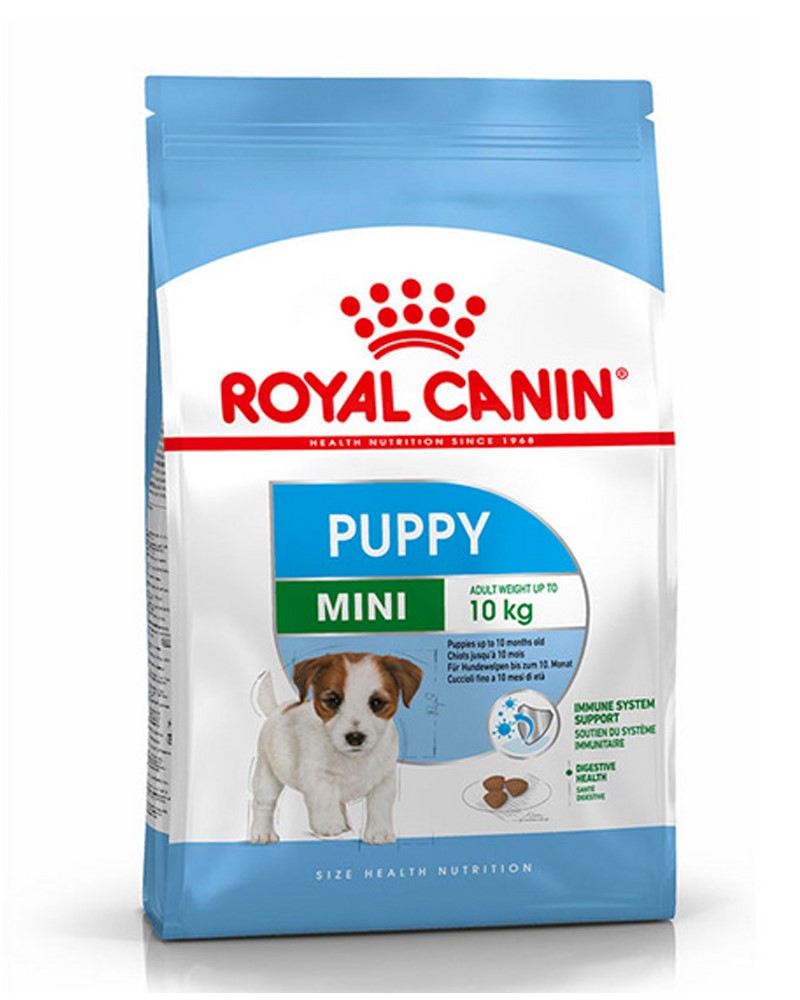 ROYAL CANIN®
HEALTH NUTRITION SINCE 1968
PUPPY
MINI
ADULT WEIGHT UP TO
10 kg
Puppies up to 10 months old
Chiots jusqu'à 10 mois
Für Hundewelpen bis zum 10. Monat
Cuccioli fino a 10 mesi di età
IMMUNE SYSTEM
SUPPORT
SOUTIEN DU SYSTÈME
IMMUNITAIRE
DIGESTIVE
HEALTH
SANTÉ
DIGESTIVE
SIZE HEALTH NUTRITION